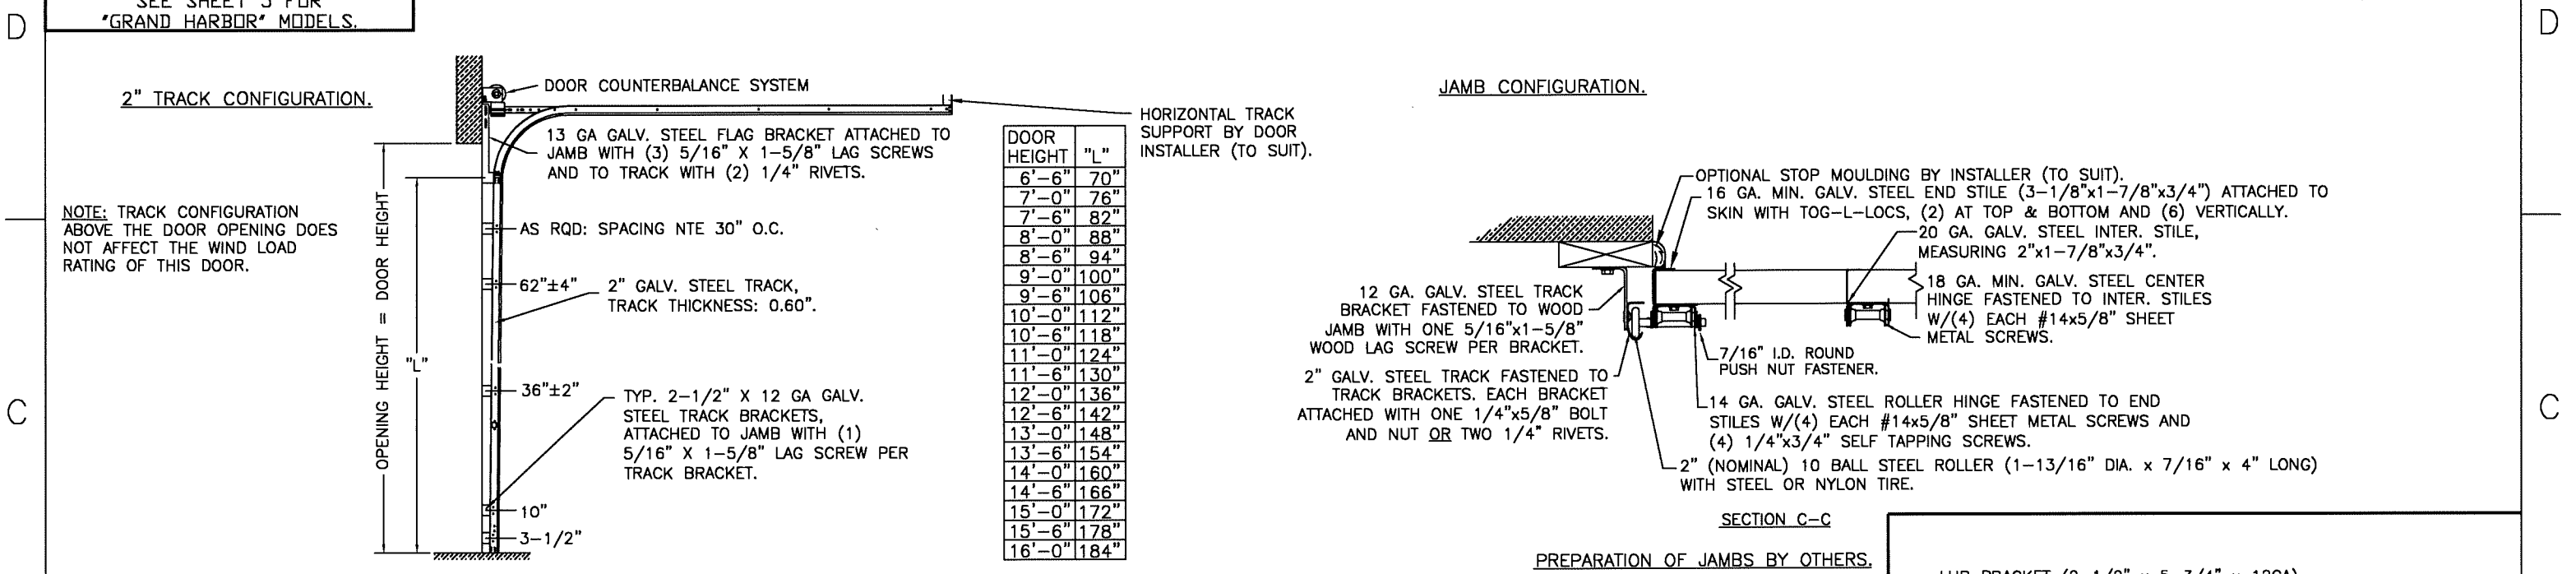 D
SEE SHEET 3 FOR
"GRAND HARBOR" MODELS.
D
2" TRACK CONFIGURATION.
DOOR COUNTERBALANCE SYSTEM
13 GA GALV. STEEL FLAG BRACKET ATTACHED TO
JAMB WITH (3) 5/16" X 1-5/8" LAG SCREWS
AND TO TRACK WITH (2) 1/4" RIVETS.
HORIZONTAL TRACK
SUPPORT BY DOOR
INSTALLER (TO SUIT).
NOTE: TRACK CONFIGURATION
ABOVE THE DOOR OPENING DOES
NOT AFFECT THE WIND LOAD
RATING OF THIS DOOR.
OPENING HEIGHT = DOOR HEIGHT
"L"
AS RQD: SPACING NTE 30" O.C.
62"±4"
2" GALV. STEEL TRACK,
TRACK THICKNESS: 0.60".
36"±2"
TYP. 2-1/2" X 12 GA GALV.
STEEL TRACK BRACKETS,
ATTACHED TO JAMB WITH (1)
5/16" X 1-5/8" LAG SCREW PER
TRACK BRACKET.
10"
3-1/2"
DOOR HEIGHT "L"
6'-6" 70"
7'-0" 76"
7'-6" 82"
8'-0" 88"
8'-6" 94"
9'-0" 100"
9'-6" 106"
10'-0" 112"
10'-6" 118"
11'-0" 124"
11'-6" 130"
12'-0" 136"
12'-6" 142"
13'-0" 148"
13'-6" 154"
14'-0" 160"
14'-6" 166"
15'-0" 172"
15'-6" 178"
16'-0" 184"
JAMB CONFIGURATION.
OPTIONAL STOP MOULDING BY INSTALLER (TO SUIT).
16 GA. MIN. GALV. STEEL END STILE (3-1/8"x1-7/8"x3/4") ATTACHED TO
SKIN WITH TOG-L-LOCS, (2) AT TOP & BOTTOM AND (6) VERTICALLY.
20 GA. GALV. STEEL INTER. STILE,
MEASURING 2"x1-7/8"x3/4".
18 GA. MIN. GALV. STEEL CENTER
HINGE FASTENED TO INTER. STILES
W/(4) EACH #14x5/8" SHEET
METAL SCREWS.
12 GA. GALV. STEEL TRACK
BRACKET FASTENED TO WOOD
JAMB WITH ONE 5/16"x1-5/8"
WOOD LAG SCREW PER BRACKET.
7/16" I.D. ROUND
PUSH NUT FASTENER.
2" GALV. STEEL TRACK FASTENED TO
TRACK BRACKETS. EACH BRACKET
ATTACHED WITH ONE 1/4"x5/8" BOLT
AND NUT OR TWO 1/4" RIVETS.
14 GA. GALV. STEEL ROLLER HINGE FASTENED TO END
STILES W/(4) EACH #14x5/8" SHEET METAL SCREWS AND
(4) 1/4"x3/4" SELF TAPPING SCREWS.
2" (NOMINAL) 10 BALL STEEL ROLLER (1-13/16" DIA. x 7/16" x 4" LONG)
WITH STEEL OR NYLON TIRE.
C
C
SECTION C-C
PREPARATION OF JAMBS BY OTHERS.